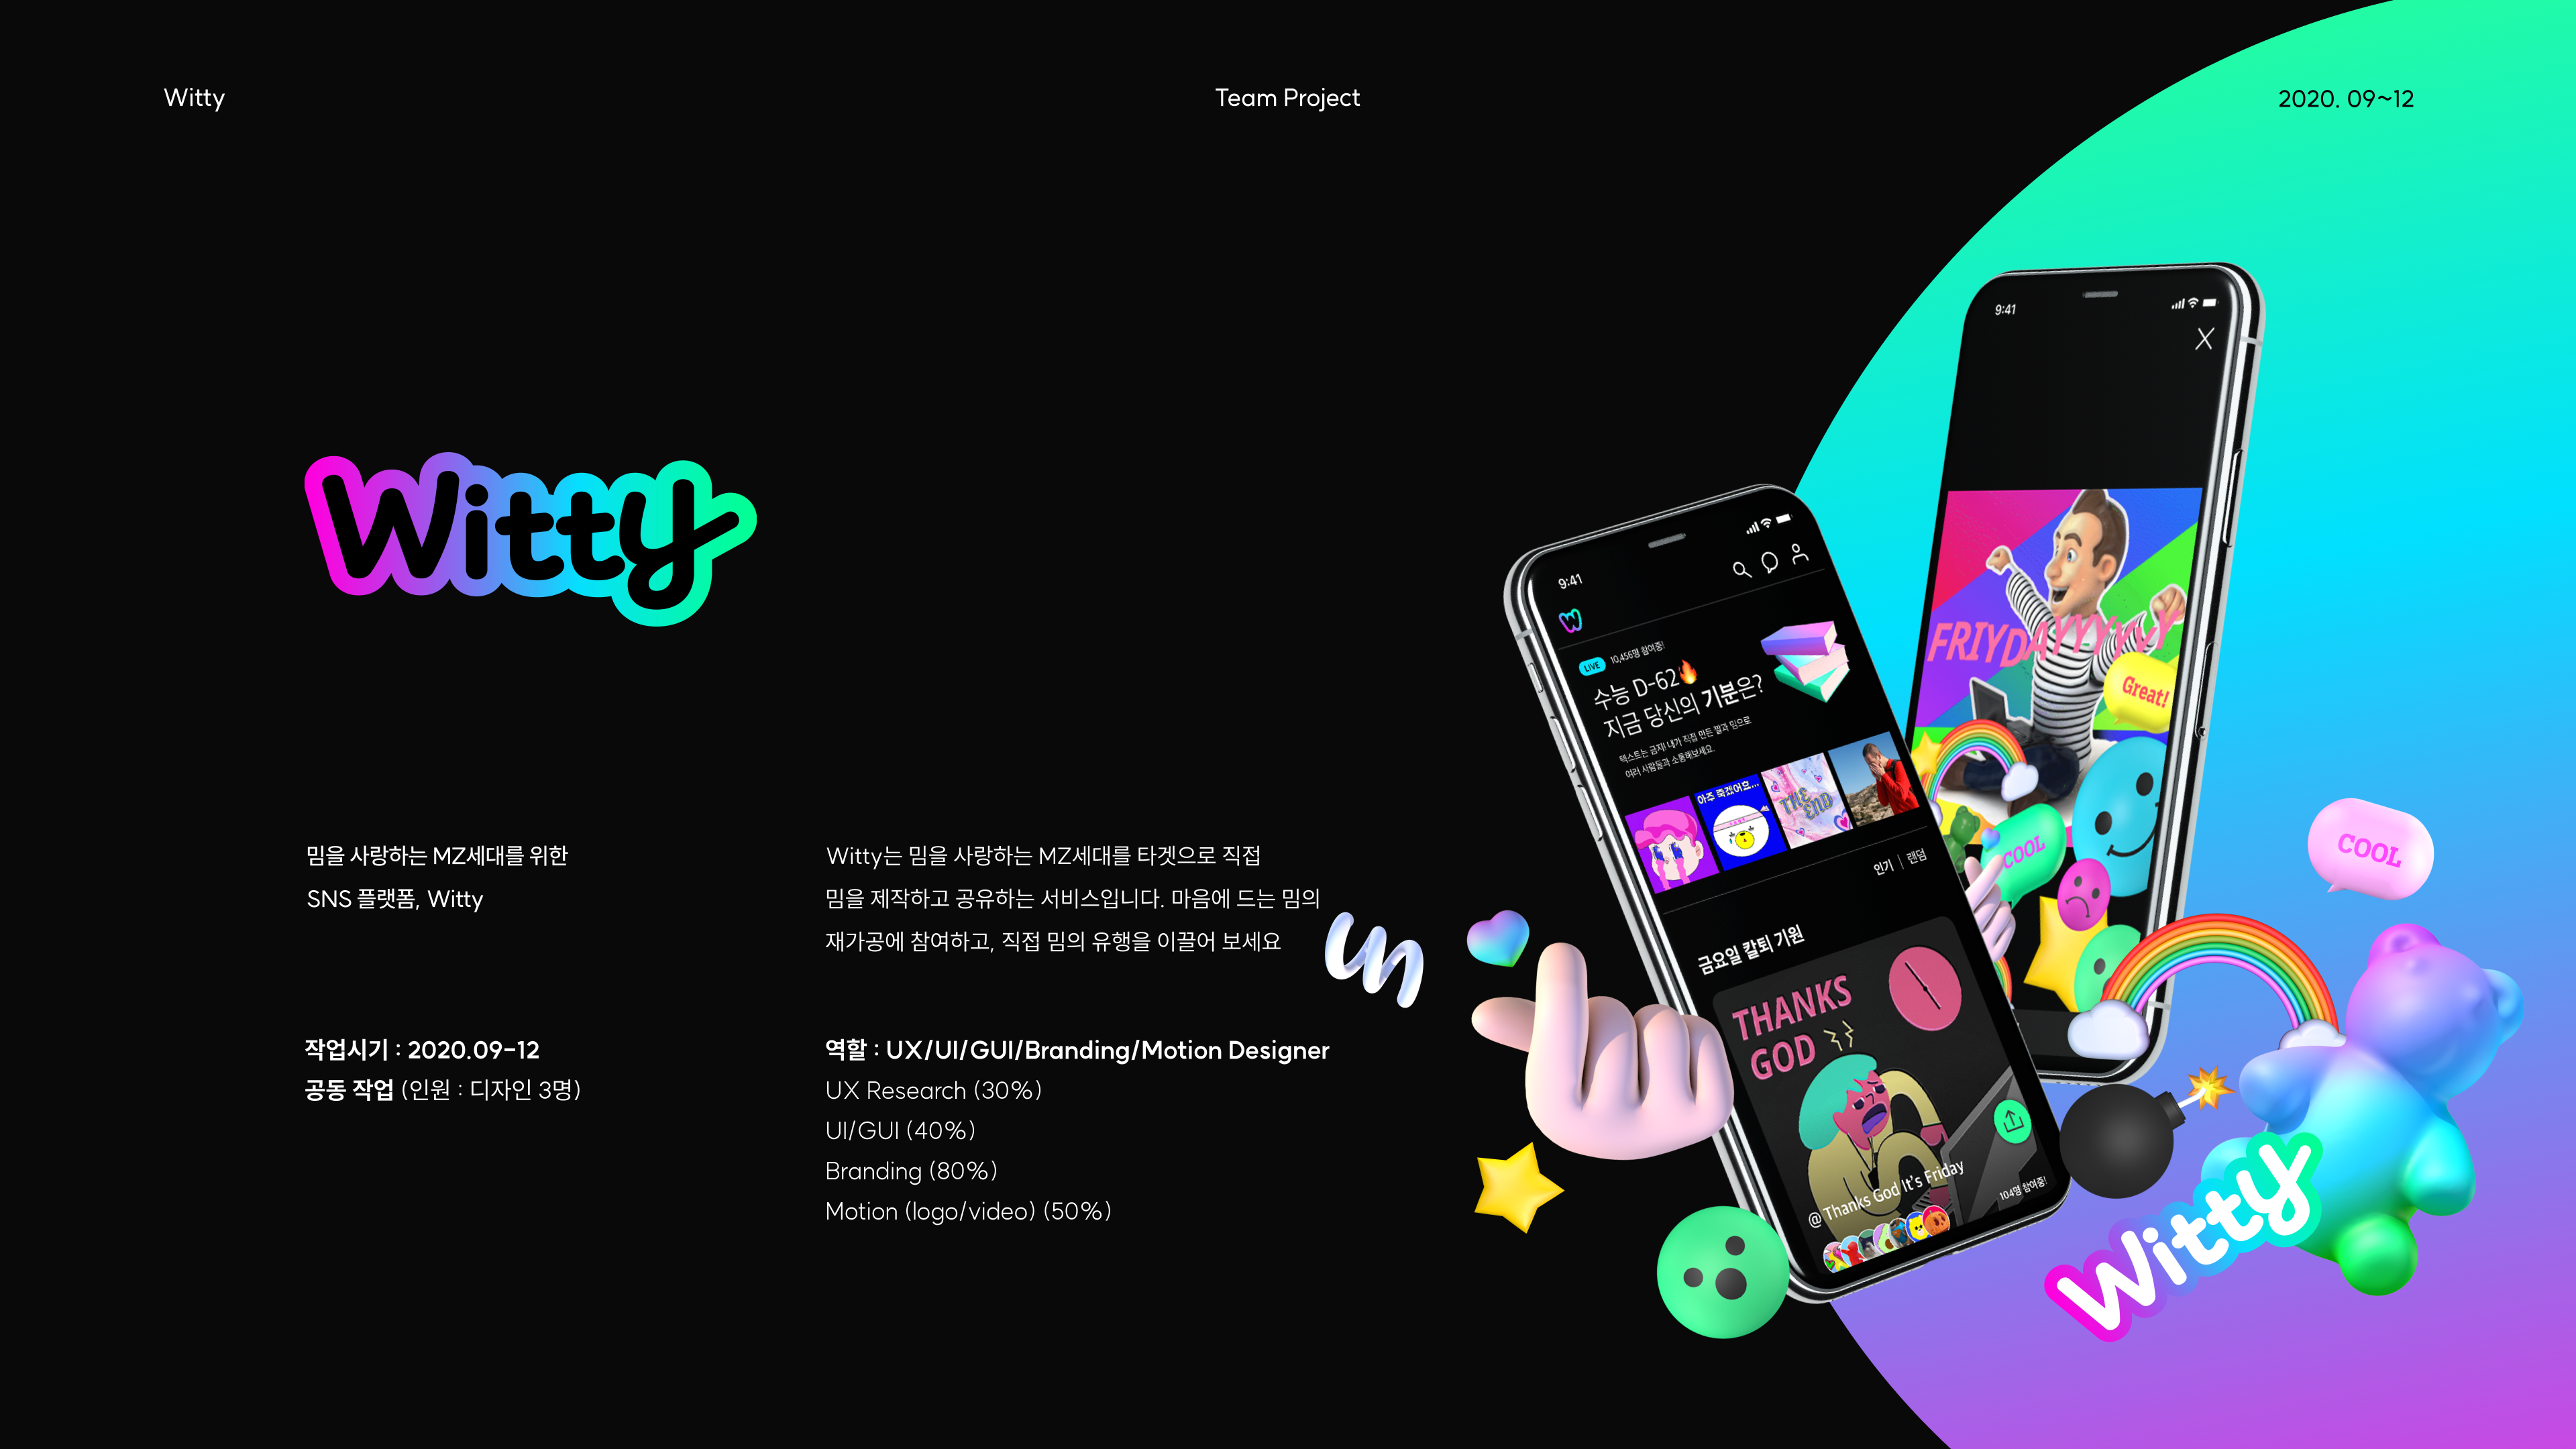 Witty
Team Project
2020. 09~12
Witty
밈을 사랑하는 MZ세대를 위한
SNS 플랫폼, Witty
Witty는 밈을 사랑하는 MZ세대를 타겟으로 직접
밈을 제작하고 공유하는 서비스입니다. 마음에 드는 밈의
재가공에 참여하고, 직접 밈의 유행을 이끌어 보세요
작업시기 : 2020.09-12
공동 작업 (인원 : 디자인 3명)
역할 : UX/UI/GUI/Branding/Motion Designer
UX Research (30%)
UI/GUI (40%)
Branding (80%)
Motion (logo/video) (50%)
9:41
LIVE 10,456명 참여중!
수능 D-62🔥
지금 당신의 기분은?
텍스트는 금지! 내가 직접 만든 짤과 밈으로
여러 사람들과 소통해보세요.
아주 죽겠어흐...
THE
END
인기 | 랜덤
금요일 칼퇴 기원
THANKS
GOD
@ Thanks God It's Friday
104명 참여중!
9:41
X
FRIYDAYYYyyY
Great!
COOL
COOL
Witty